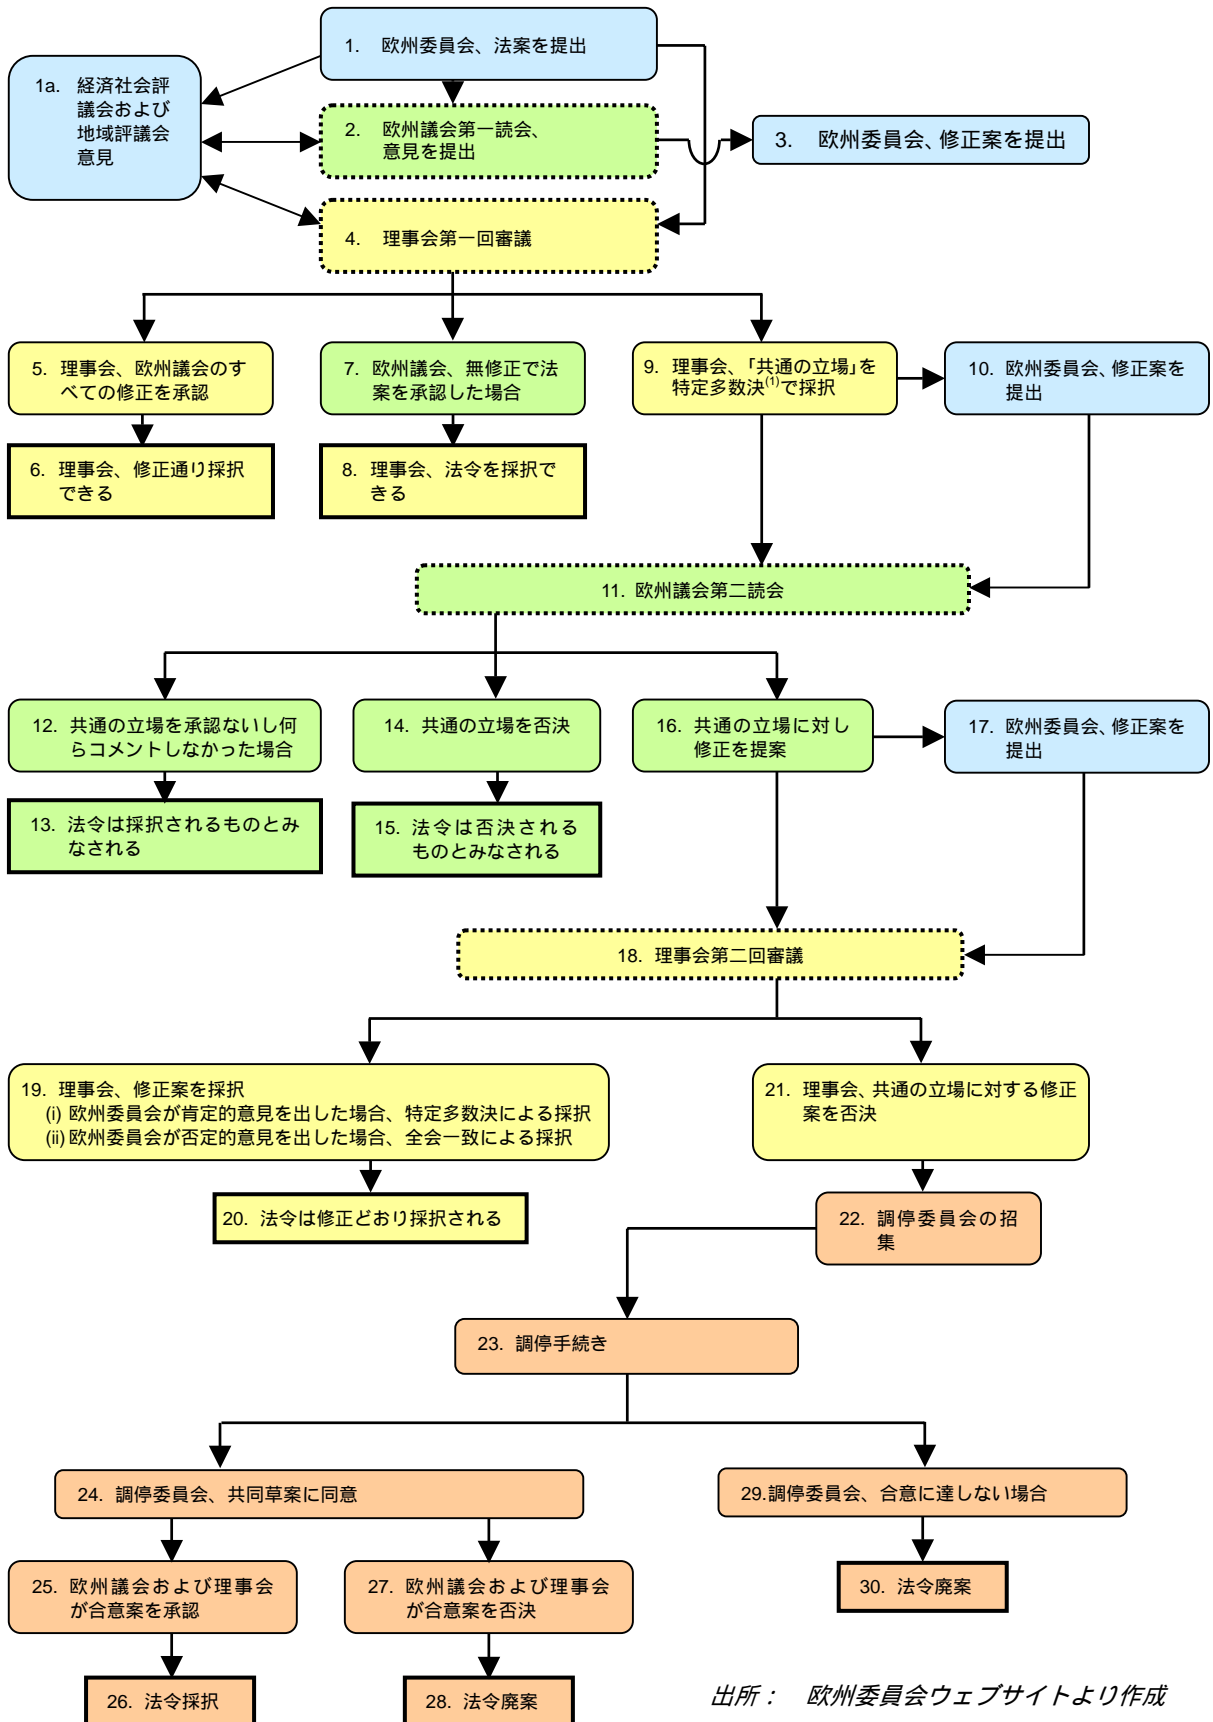 1. 欧州委員会、法案を提出
1a. 経済社会評
議会および
地域評議会
意見
2. 欧州議会第一読会、
意見を提出
3. 欧州委員会、修正案を提出
4. 理事会第一回審議
5. 理事会、欧州議会のす
べての修正を承認
7. 欧州議会、無修正で法
案を承認した場合
9. 理事会、「共通の立場」を
特定多数決(1)で採択
10. 欧州委員会、修正案を
提出
6. 理事会、修正通り採択
できる
8. 理事会、法令を採択で
きる
11. 欧州議会第二読会
12. 共通の立場を承認ないし何
らコメントしなかった場合
14. 共通の立場を否決
16. 共通の立場に対し
修正を提案
17. 欧州委員会、修正案を
提出
13. 法令は採択されるものとみ
なされる
15. 法令は否決される
ものとみなされる
18. 理事会第二回審議
19. 理事会、修正案を採択
(i) 欧州委員会が肯定的意見を出した場合、特定多数決による採択
(ii) 欧州委員会が否定的意見を出した場合、全会一致による採択
21. 理事会、共通の立場に対する修正
案を否決
20. 法令は修正どおり採択される
22. 調停委員会の招
集
23. 調停手続き
24. 調停委員会、共同草案に同意
29.調停委員会、合意に達しない場合
25. 欧州議会および理事会
が合意案を承認
27. 欧州議会および理事会
が合意案を否決
30. 法令廃案
26. 法令採択
28. 法令廃案
出所： 欧州委員会ウェブサイトより作成